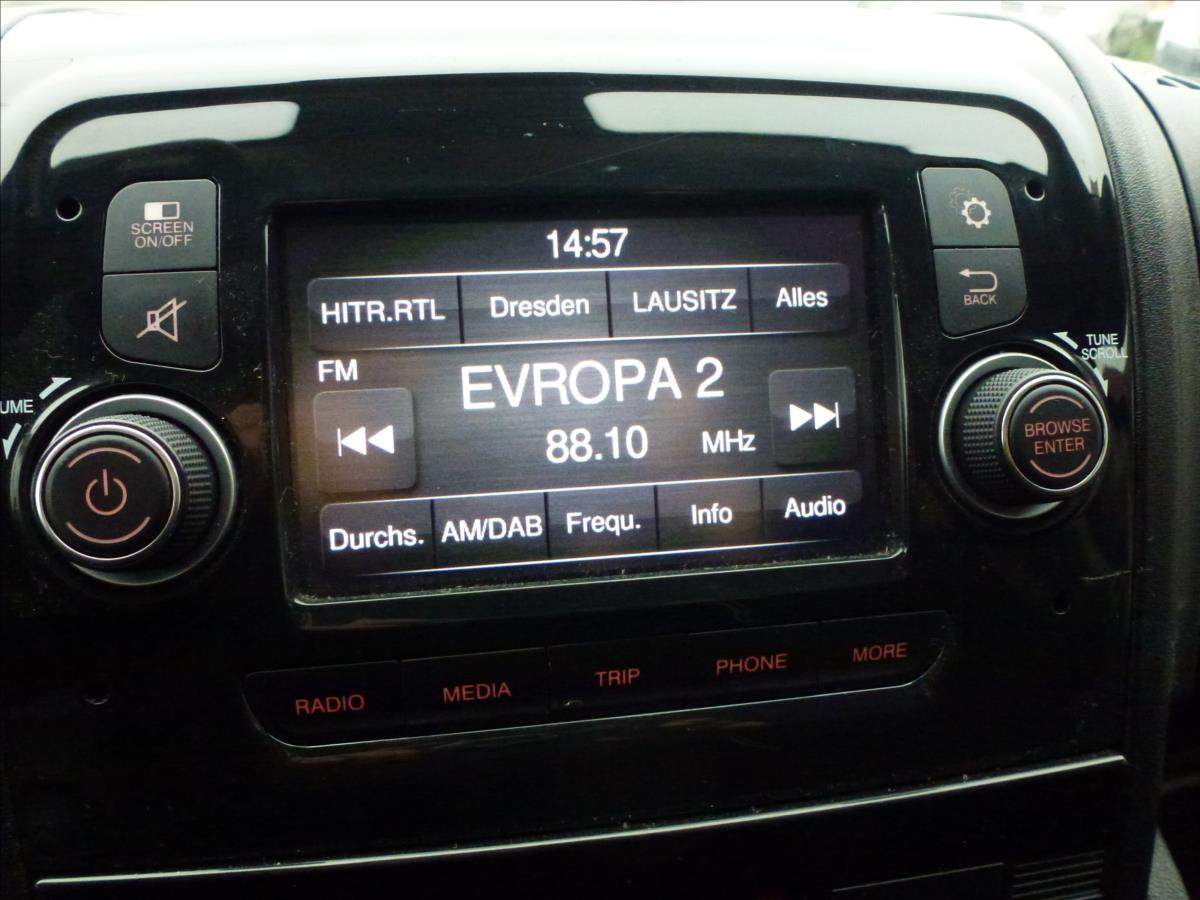 SCREEN
ON/OFF
14:57
HITR.RTL Dresden LAUSITZ Alles
BACK
FM
EVROPA 2
88.10 MHz
TUNE
SCROLL
UME
BROWSE
ENTER
Durchs. AM/DAB Frequ. Info Audio
RADIO MEDIA TRIP PHONE MORE